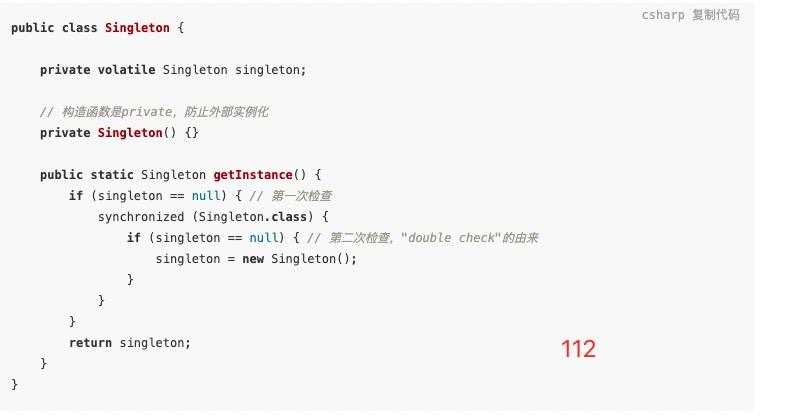 csharp 复制代码
public class Singleton {
    private volatile Singleton singleton;
    // 构造函数是private，防止外部实例化
    private Singleton() {}
    public static Singleton getInstance() {
        if (singleton == null) { // 第一次检查
            synchronized (Singleton.class) {
                if (singleton == null) { // 第二次检查，"double check"的由来
                    singleton = new Singleton();
                }
            }
        }
        return singleton;
112
    }
}